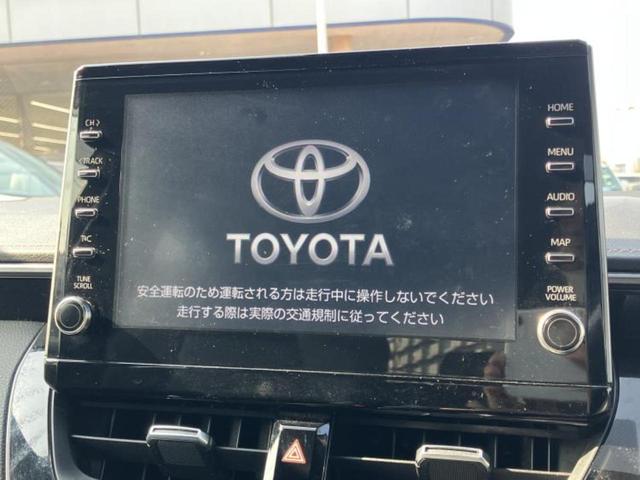 CH >
< TRACK
PHONE
T/C
TUNE
SCROLL
TOYOTA
安全運転のため運転される方は走行中に操作しないでください
走行する際は実際の交通規制に従ってください
HOME
MENU
AUDIO
MAP
POWER
VOLUME